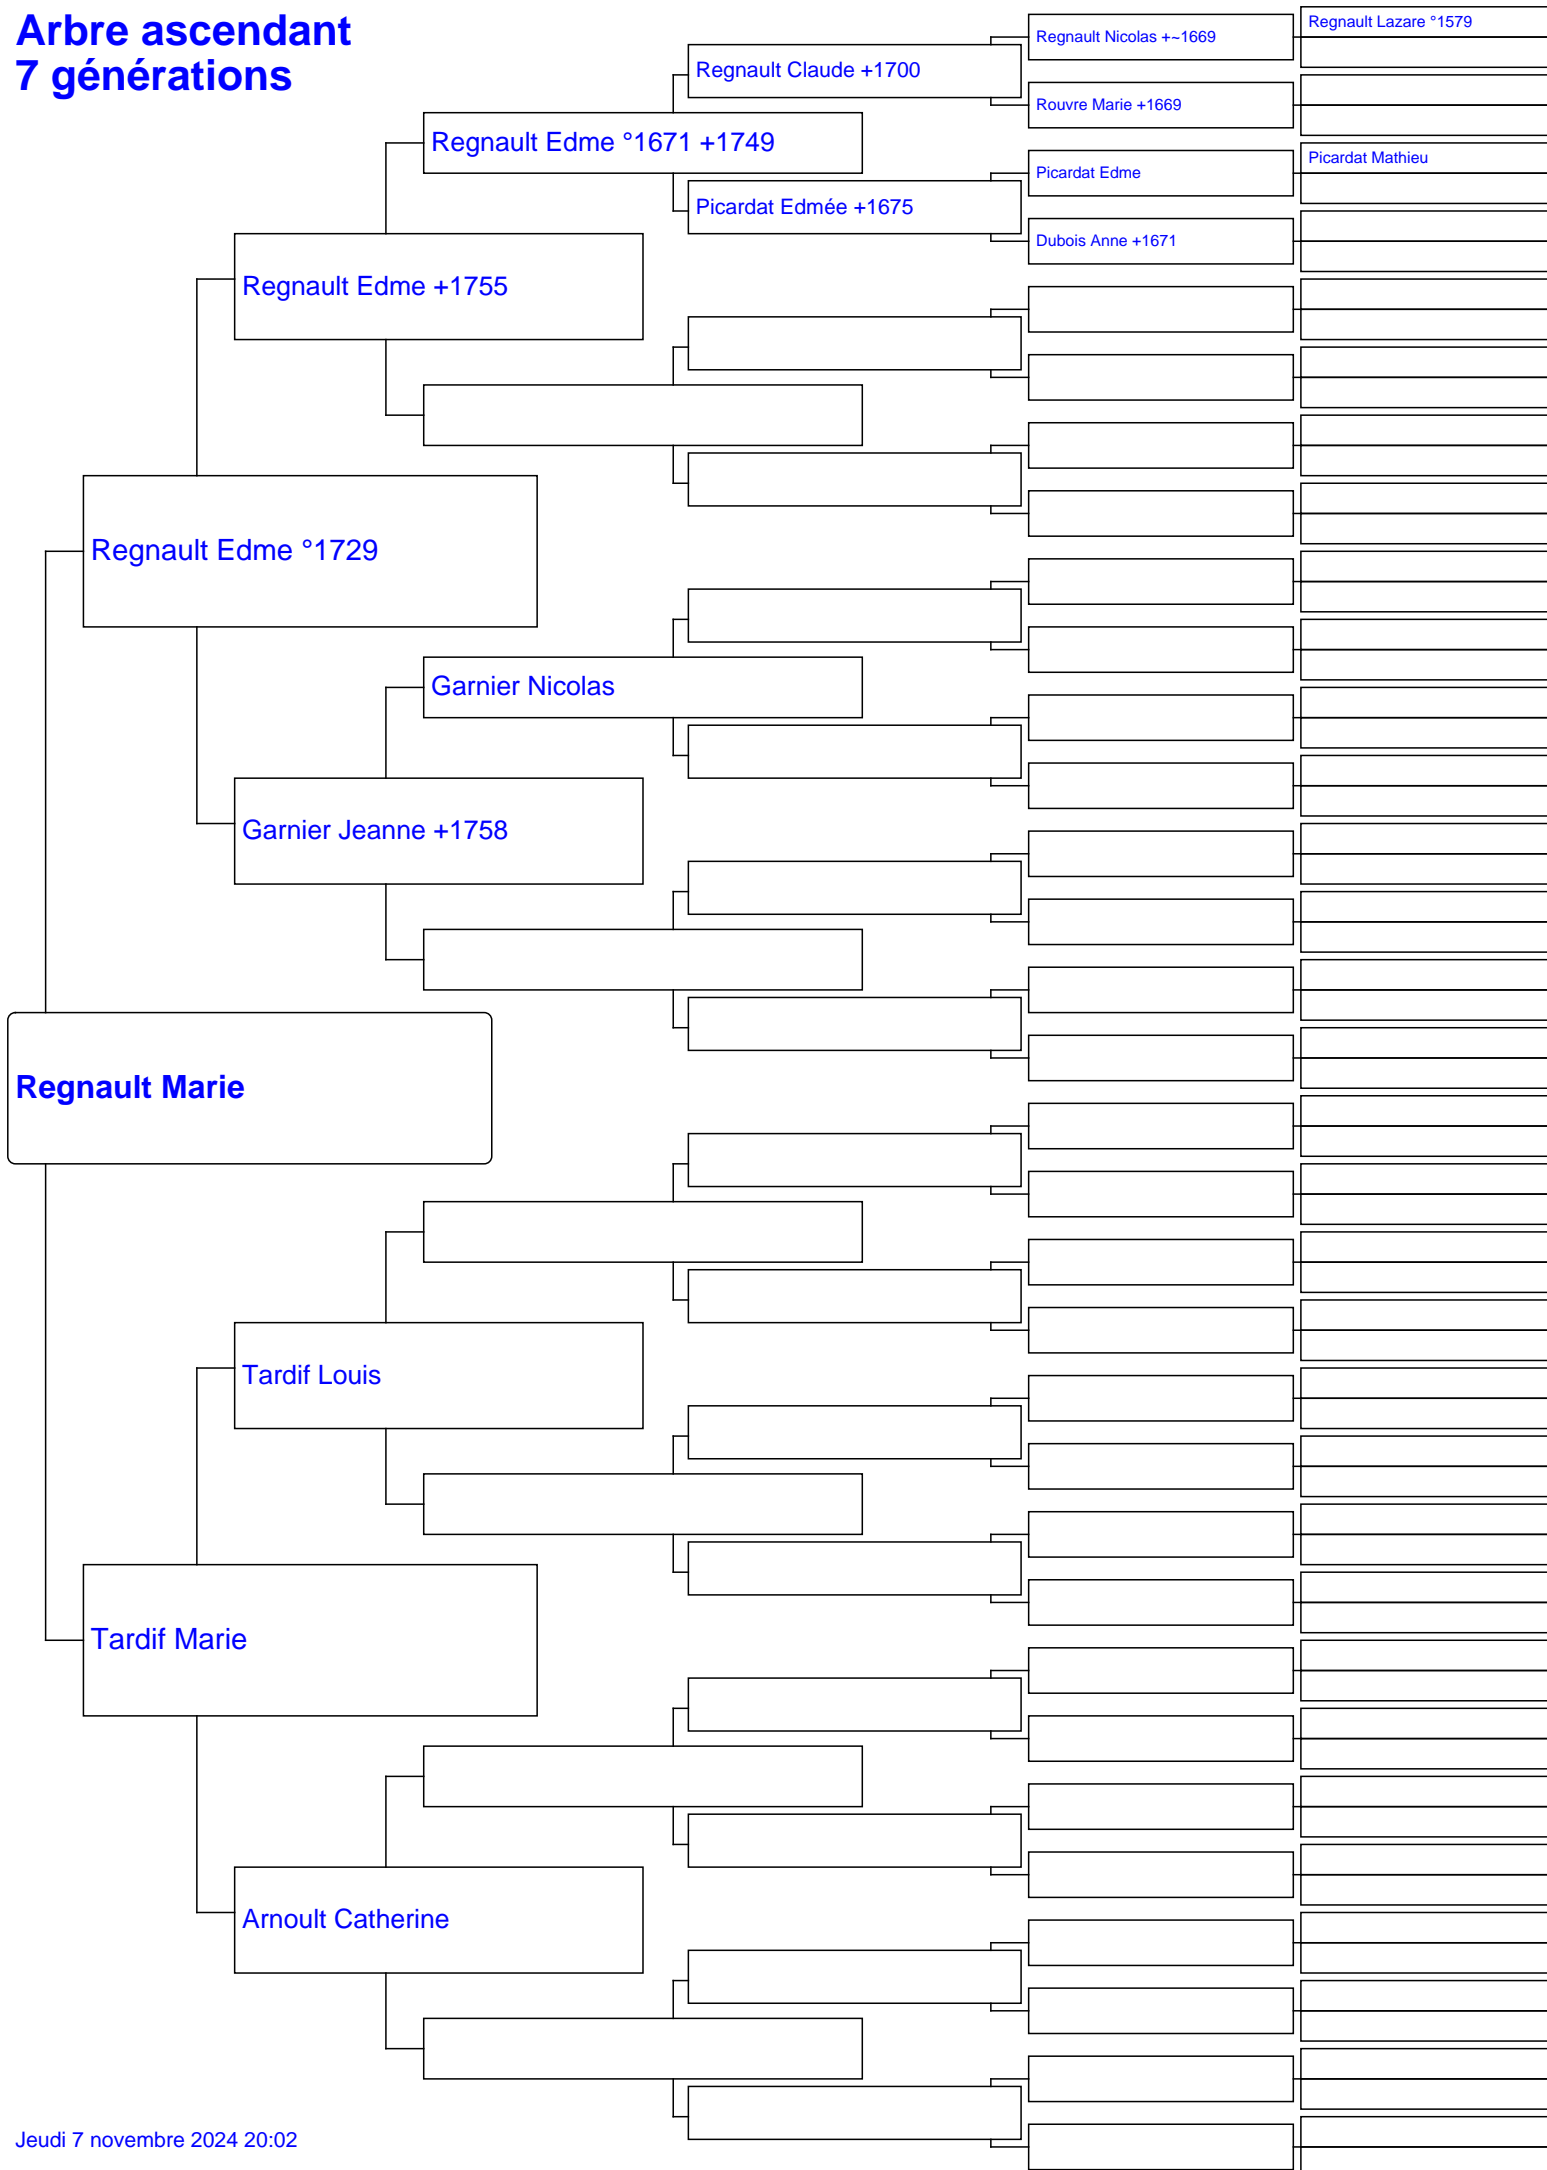 Arbre ascendant
7 générations
Regnault Lazare °1579
Regnault Nicolas +~1669
Regnault Claude +1700
Rouvre Marie +1669
Regnault Edme °1671 +1749
Picardat Mathieu
Picardat Edme
Picardat Edmée +1675
Dubois Anne +1671
Regnault Edme +1755
Regnault Edme °1729
Garnier Nicolas
Garnier Jeanne +1758
Regnault Marie
Tardif Louis
Tardif Marie
Arnoult Catherine
Jeudi 7 novembre 2024 20:02